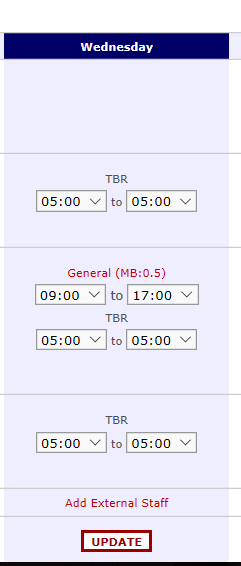 Wednesday
TBR
05:00 to 05:00
General (MB:0.5)
09:00 to 17:00
TBR
05:00 to 05:00
TBR
05:00 to 05:00
Add External Staff
UPDATE